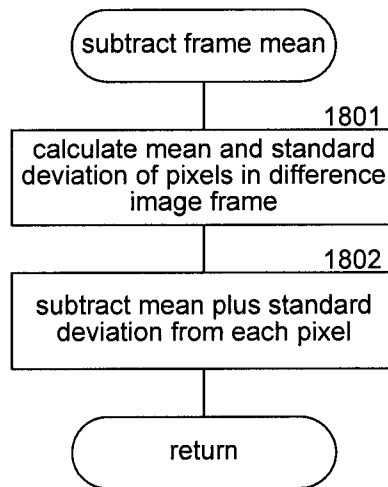 subtract frame mean
1801
calculate mean and standard
deviation of pixels in difference
image frame
1802
subtract mean plus standard
deviation from each pixel
return